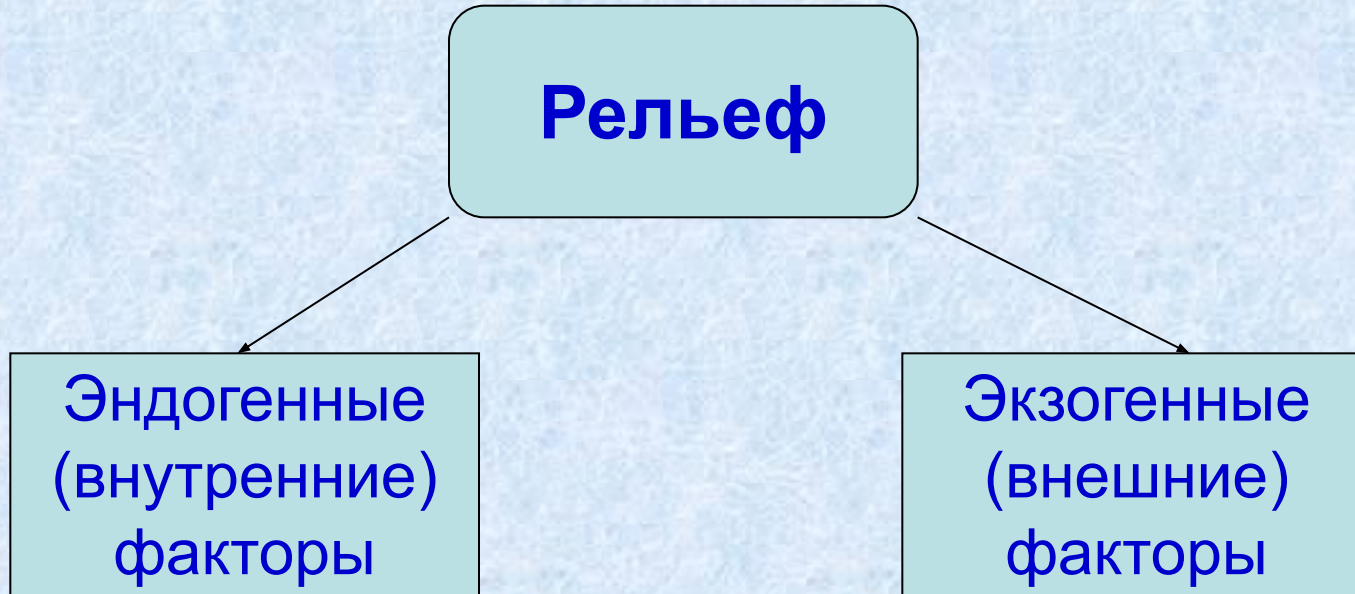 Рельеф
Эндогенные
(внутренние)
факторы
Экзогенные
(внешние)
факторы